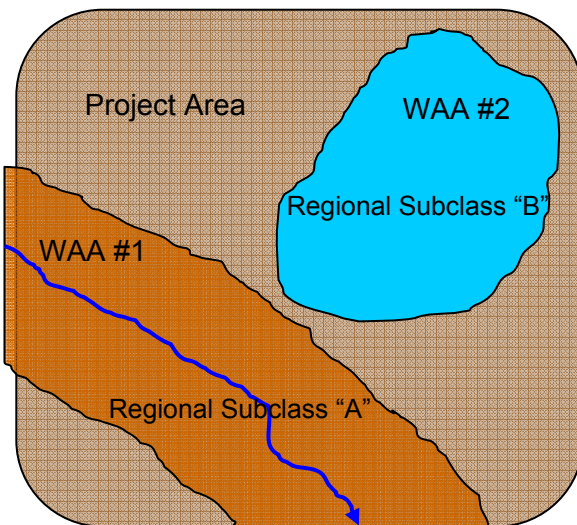 Project Area
WAA #2
Regional Subclass “B”
WAA #1
Regional Subclass “A”